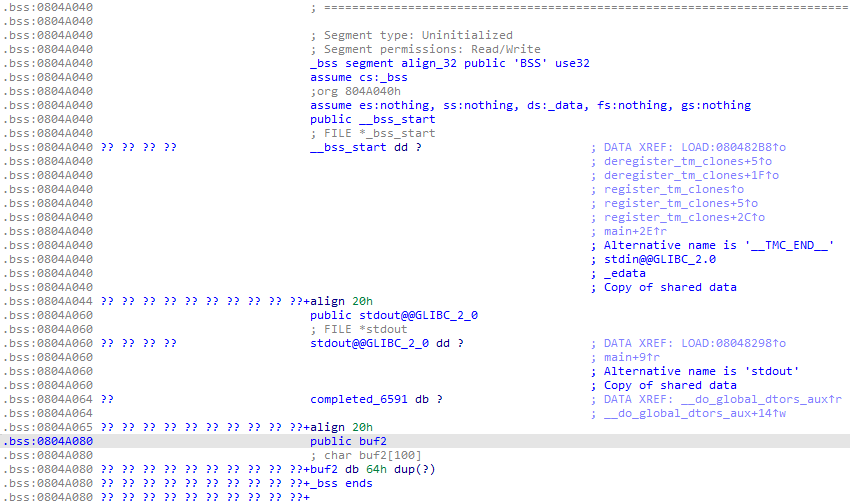 .bss:0804A040 ; ===========================================================================
.bss:0804A040
.bss:0804A040 ; Segment type: Uninitialized
.bss:0804A040 ; Segment permissions: Read/Write
.bss:0804A040 _bss segment align_32 public 'BSS' use32
.bss:0804A040 assume cs:_bss
.bss:0804A040 ;org 804A040h
.bss:0804A040 assume es:nothing, ss:nothing, ds:_data, fs:nothing, gs:nothing
.bss:0804A040 public __bss_start
.bss:0804A040 ; FILE *_bss_start
.bss:0804A040 ?? ?? ?? ?? __bss_start dd ? ; DATA XREF: LOAD:080482B8↑o
.bss:0804A040 ; deregister_tm_clones+5↑o
.bss:0804A040 ; deregister_tm_clones+1F↑o
.bss:0804A040 ; register_tm_clones↑o
.bss:0804A040 ; register_tm_clones+5↑o
.bss:0804A040 ; register_tm_clones+2C↑o
.bss:0804A040 ; main+2E↑r
.bss:0804A040 ; Alternative name is '__TMC_END__'
.bss:0804A040 ; stdin@@GLIBC_2.0
.bss:0804A040 ; _edata
.bss:0804A040 ; Copy of shared data
.bss:0804A044 ?? ?? ?? ?? ?? ?? ?? ?? ?? ??+align 20h
.bss:0804A060 public stdout@@GLIBC_2_0
.bss:0804A060 ; FILE *stdout
.bss:0804A060 ?? ?? ?? ?? stdout@@GLIBC_2_0 dd ? ; DATA XREF: LOAD:08048298↑o
.bss:0804A060 ; main+9↑r
.bss:0804A060 ; Alternative name is 'stdout'
.bss:0804A060 ; Copy of shared data
.bss:0804A064 ?? completed_6591 db ? ; DATA XREF: __do_global_dtors_aux↑r
.bss:0804A064 ; __do_global_dtors_aux+14↑w
.bss:0804A065 ?? ?? ?? ?? ?? ?? ?? ?? ?? ??+align 20h
.bss:0804A080 public buf2
.bss:0804A080 ; char buf2[100]
.bss:0804A080 ?? ?? ?? ?? ?? ?? ?? ?? ?? ??+buf2 db 64h dup(?)
.bss:0804A080 ?? ?? ?? ?? ?? ?? ?? ?? ?? ??+_bss ends
.bss:0804A080 ?? ?? ?? ?? ?? ?? ?? ?? ?? ??+